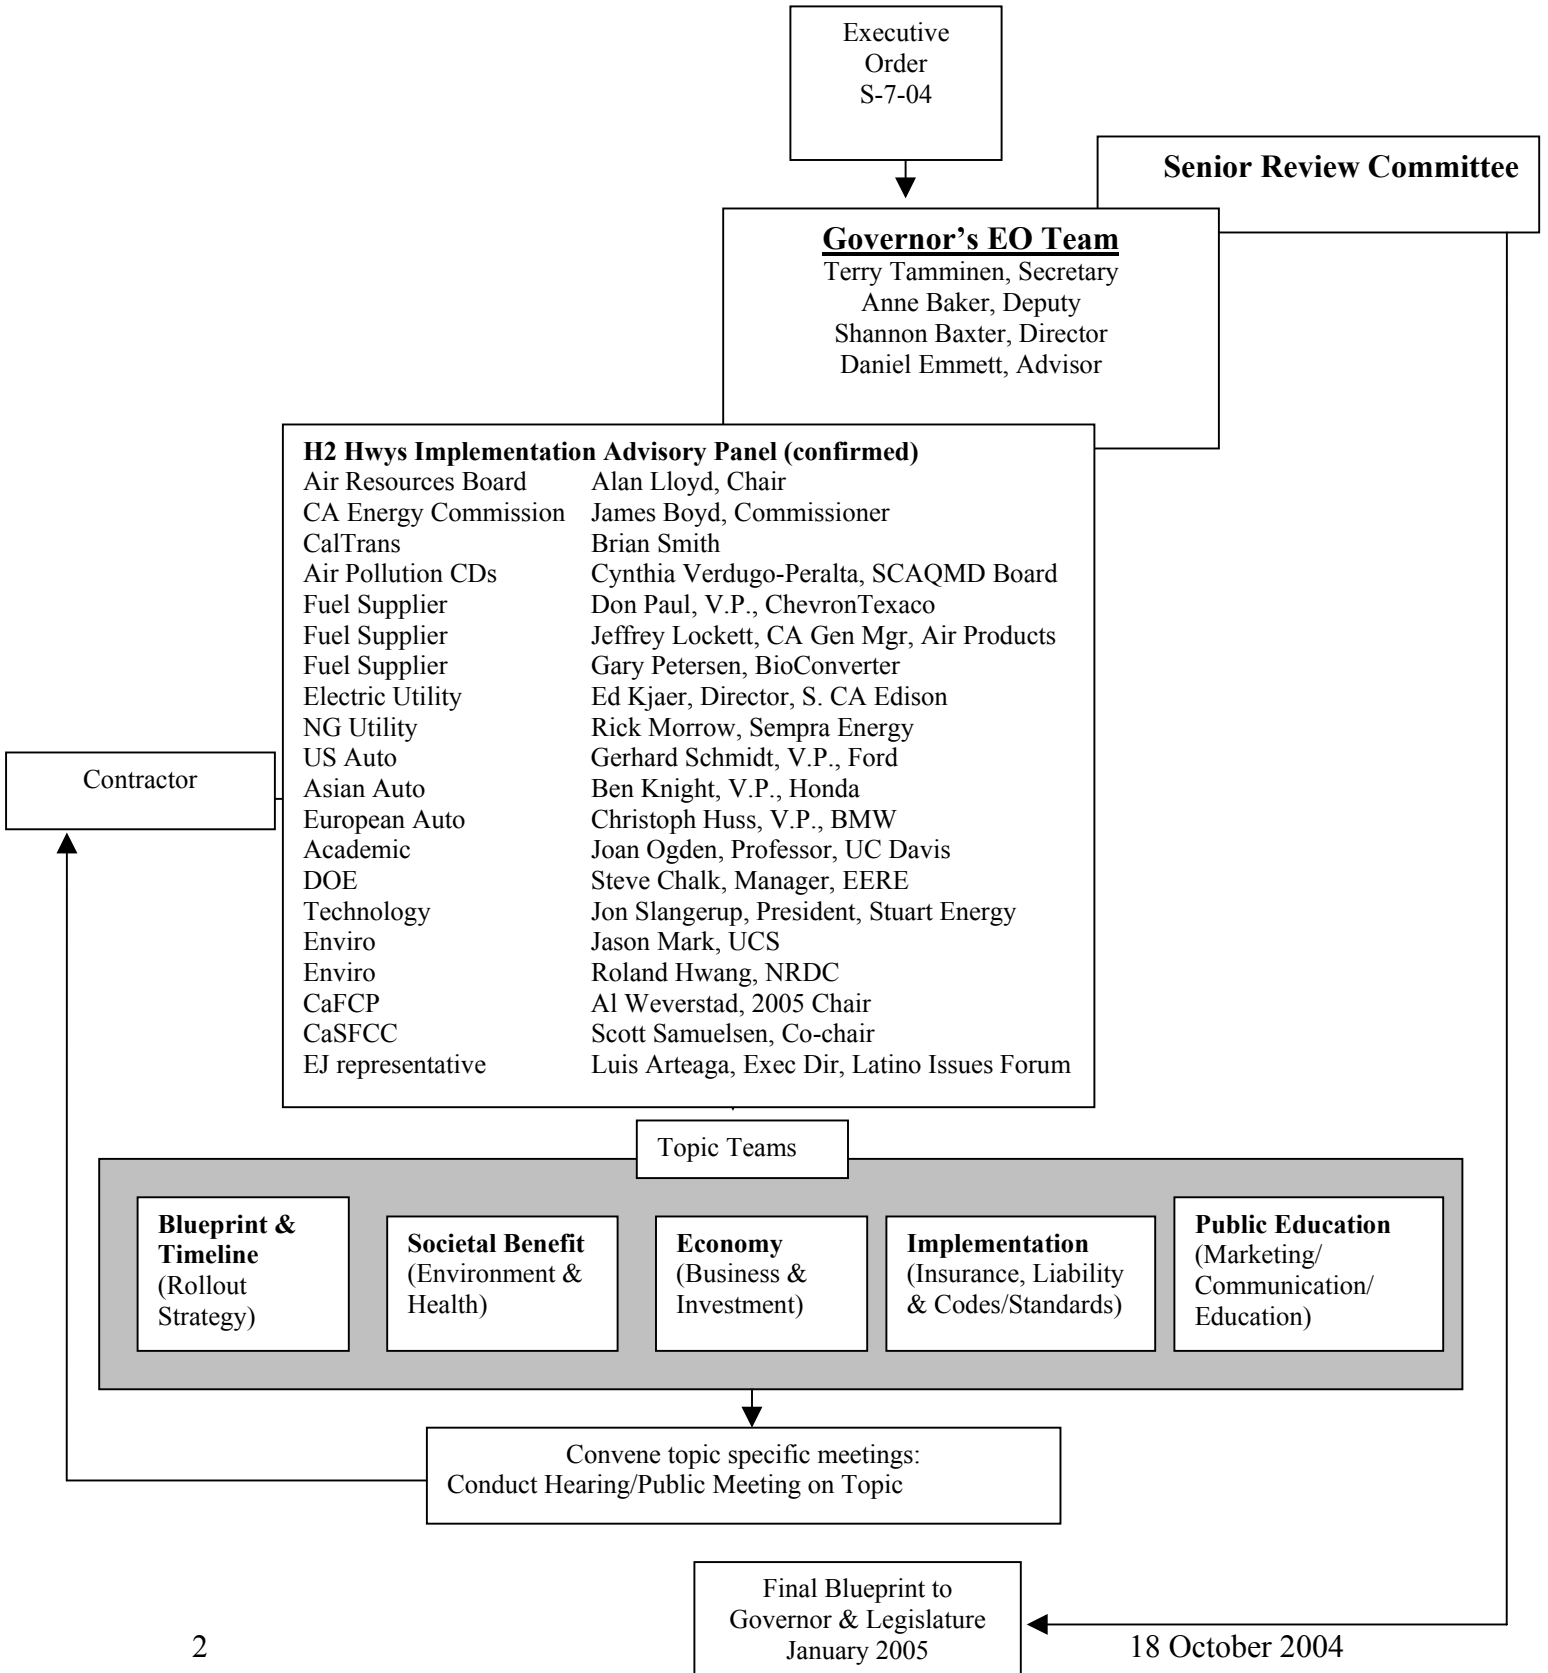 Executive
Order
S-7-04
Senior Review Committee
Governor's EO Team
Terry Tamminen, Secretary
Anne Baker, Deputy
Shannon Baxter, Director
Daniel Emmett, Advisor
H2 Hwys Implementation Advisory Panel (confirmed)
Air Resources Board Alan Lloyd, Chair
CA Energy Commission James Boyd, Commissioner
CalTrans Brian Smith
Air Pollution CDs Cynthia Verdugo-Peralta, SCAQMD Board
Fuel Supplier Don Paul, V.P., ChevronTexaco
Fuel Supplier Jeffrey Lockett, CA Gen Mgr, Air Products
Fuel Supplier Gary Petersen, BioConverter
Electric Utility Ed Kjaer, Director, S. CA Edison
NG Utility Rick Morrow, Sempra Energy
US Auto Gerhard Schmidt, V.P., Ford
Asian Auto Ben Knight, V.P., Honda
European Auto Christoph Huss, V.P., BMW
Academic Joan Ogden, Professor, UC Davis
DOE Steve Chalk, Manager, EERE
Technology Jon Slangerup, President, Stuart Energy
Enviro Jason Mark, UCS
Enviro Roland Hwang, NRDC
CaFCP Al Weverstad, 2005 Chair
CaSFCC Scott Samuelsen, Co-chair
EJ representative Luis Arteaga, Exec Dir, Latino Issues Forum
Contractor
Topic Teams
Blueprint &
Timeline
(Rollout
Strategy)
Societal Benefit
(Environment &
Health)
Economy
(Business &
Investment)
Implementation
(Insurance, Liability
& Codes/Standards)
Public Education
(Marketing/
Communication/
Education)
Convene topic specific meetings:
Conduct Hearing/Public Meeting on Topic
Final Blueprint to
Governor & Legislature
January 2005
2
18 October 2004